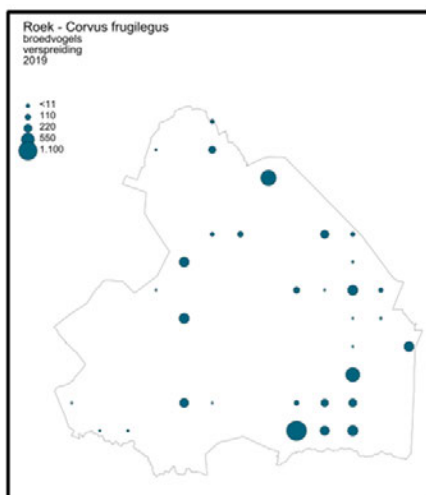 Roek - Corvus frugilegus
broedvogels
verspreiding
2019
<11
110
220
550
1.100